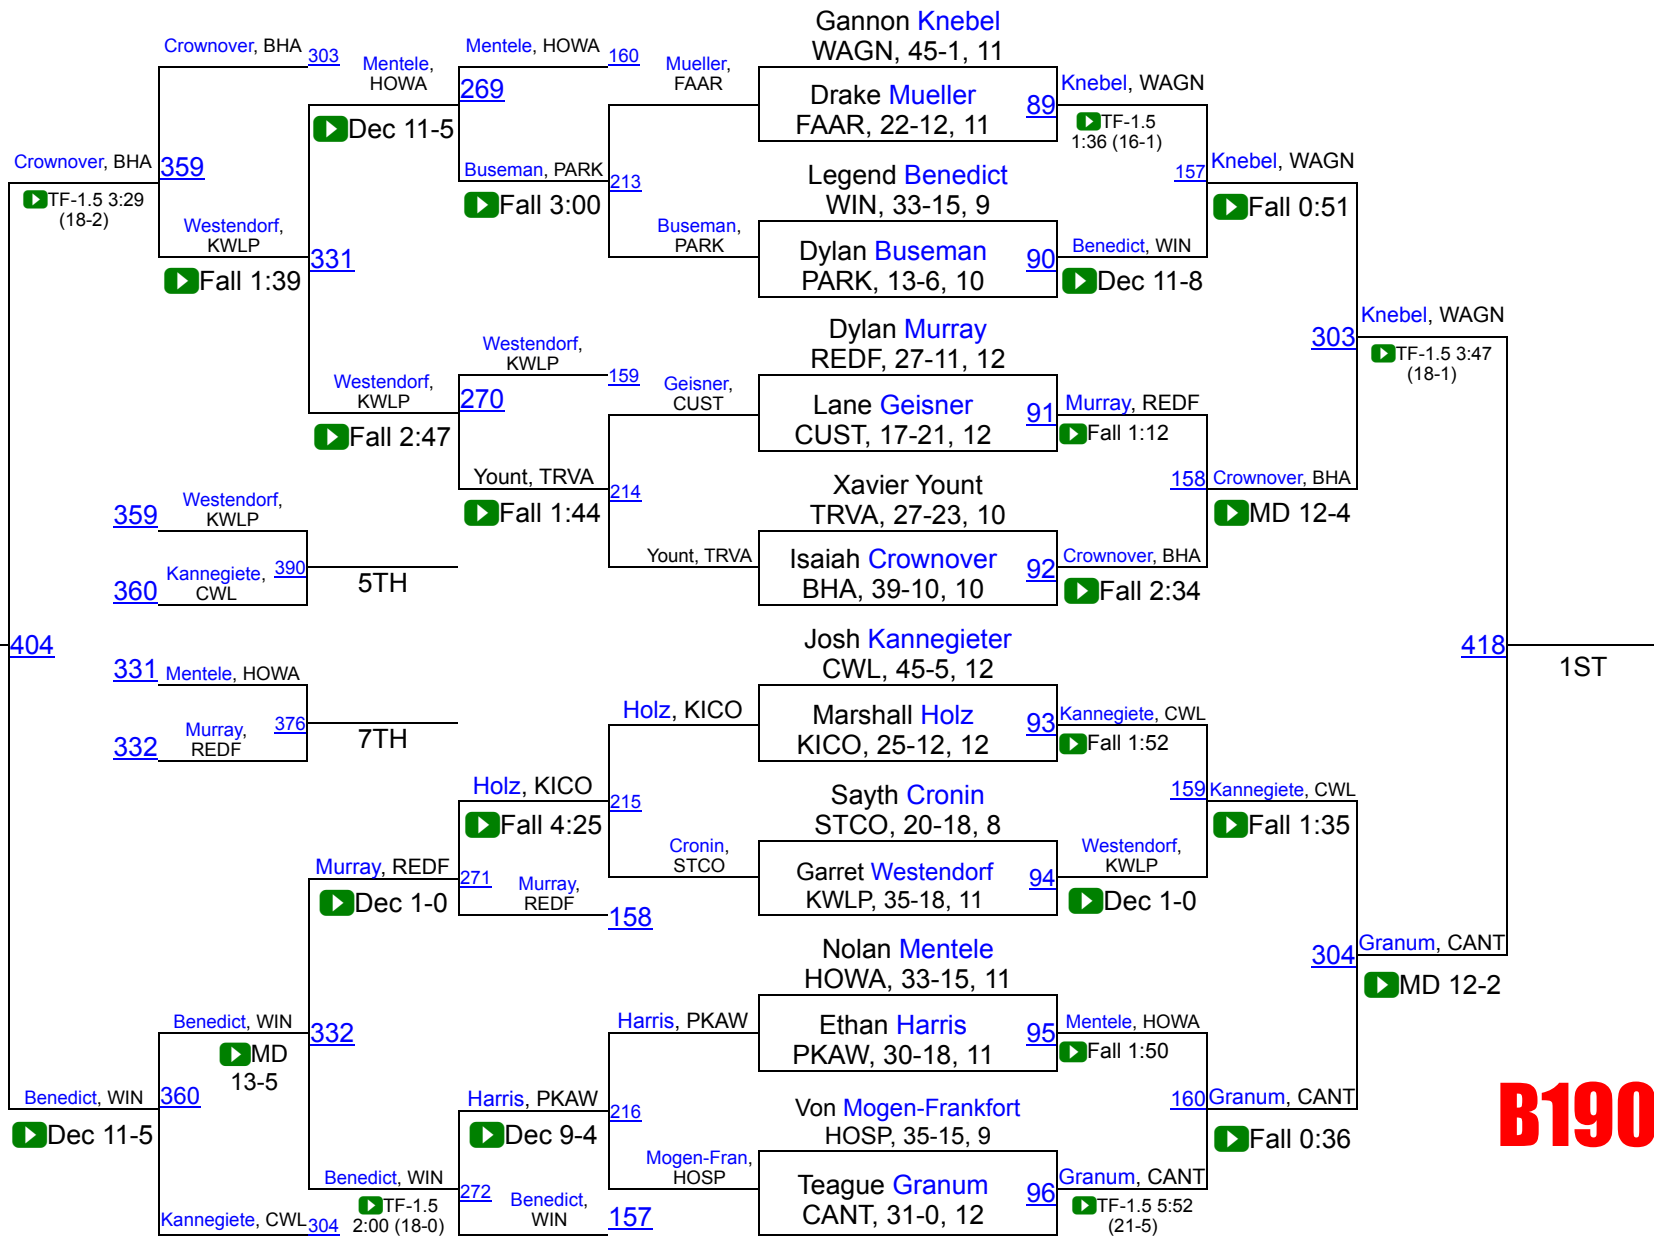 Gannon Knebel
WAGN, 45-1, 11
Drake Mueller
FAAR, 22-12, 11
89
Legend Benedict
WIN, 33-15, 9
Dylan Buseman
PARK, 13-6, 10
90
Dylan Murray
REDF, 27-11, 12
Lane Geisner
CUST, 17-21, 12
91
Xavier Yount
TRVA, 27-23, 10
Isaiah Crownover
BHA, 39-10, 10
92
Josh Kannegieter
CWL, 45-5, 12
Marshall Holz
KICO, 25-12, 12
93
Sayth Cronin
STCO, 20-18, 8
Garret Westendorf
KWLP, 35-18, 11
94
Nolan Mentele
HOWA, 33-15, 11
Ethan Harris
PKAW, 30-18, 11
95
Von Mogen-Frankfort
HOSP, 35-15, 9
Teague Granum
CANT, 31-0, 12
96
Knebel, WAGN
TF-1.5
1:36 (16-1)
157
Benedict, WIN
Dec 11-8
Murray, REDF
Fall 1:12
158
Crownover, BHA
Fall 2:34
Kannegiete, CWL
Fall 1:52
159
Westendorf,
KWLP
Dec 1-0
Mentele, HOWA
Fall 1:50
160
Granum, CANT
TF-1.5 5:52
(21-5)
Knebel, WAGN
Fall 0:51
303
Crownover, BHA
MD 12-4
Kannegiete, CWL
Fall 1:35
304
Granum, CANT
Fall 0:36
Knebel, WAGN
TF-1.5 3:47
(18-1)
418
Granum, CANT
MD 12-2
1ST
B190
Mueller,
FAAR
213
Buseman,
PARK
Geisner,
CUST
214
Yount, TRVA
Holz, KICO
215
Cronin,
STCO
Harris, PKAW
216
Mogen-Fran,
HOSP
Mentele, HOWA
160
269
Buseman, PARK
Fall 3:00
Westendorf,
KWLP
159
270
Yount, TRVA
Fall 1:44
Holz, KICO
Fall 4:25
271
Murray,
REDF
158
Harris, PKAW
Dec 9-4
272
Benedict,
WIN
157
Mentele,
HOWA
Dec 11-5
331
Westendorf,
KWLP
Fall 2:47
Murray, REDF
Dec 1-0
332
Benedict, WIN
TF-1.5
2:00 (18-0)
Crownover, BHA
303
359
Westendorf,
KWLP
Fall 1:39
Benedict, WIN
MD
13-5
360
Kannegiete, CWL
304
Crownover, BHA
TF-1.5 3:29
(18-2)
404
Benedict, WIN
Dec 11-5
359
Westendorf,
KWLP
360
Kannegiete,
CWL
390
5TH
331
Mentele, HOWA
332
Murray,
REDF
376
7TH